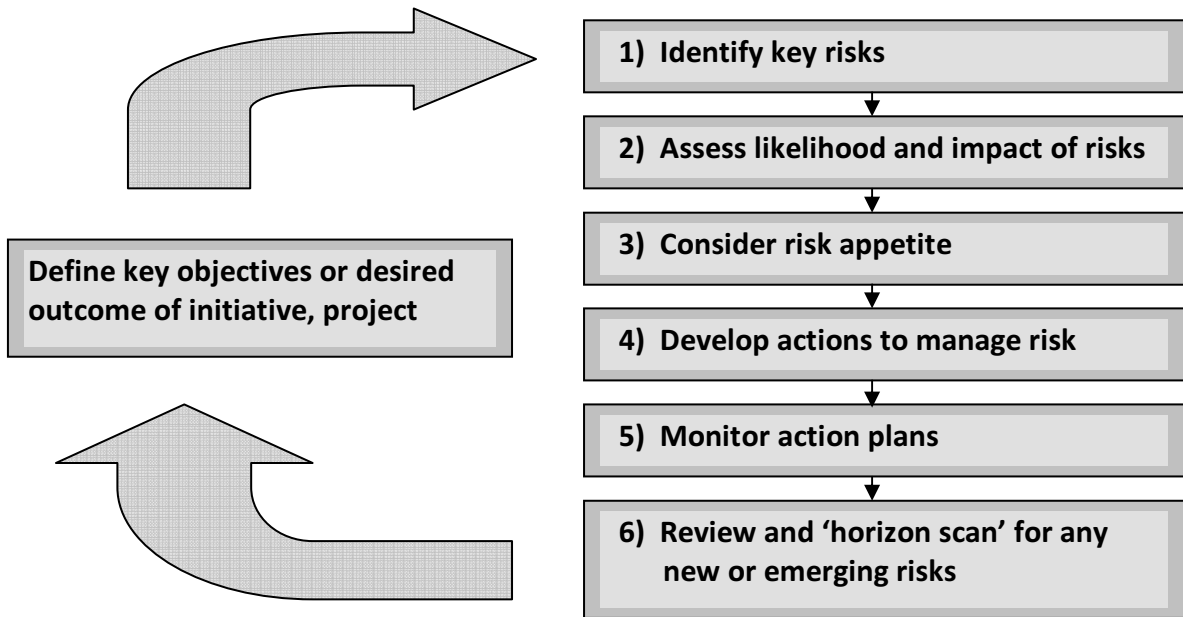 1) Identify key risks
2) Assess likelihood and impact of risks
3) Consider risk appetite
Define key objectives or desired
outcome of initiative, project
4) Develop actions to manage risk
5) Monitor action plans
6) Review and ‘horizon scan’ for any
new or emerging risks